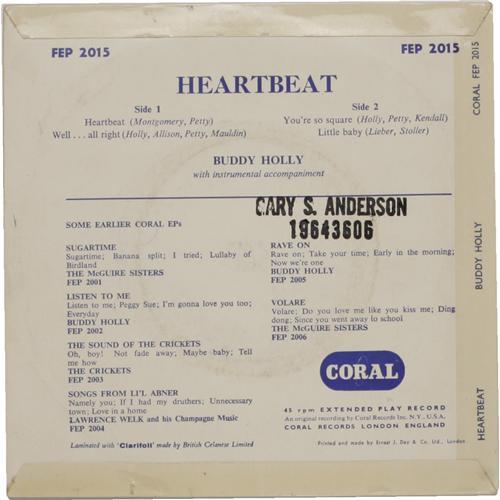 FEP 2015
FEP 2015
HEARTBEAT
Side 1
Heartbeat (Montgomery, Petty)
Well . . . all right (Holly, Allison, Petty, Mauldin)
Side 2
You're so square (Holly, Petty, Kendall)
Little baby (Lieber, Stoller)
BUDDY HOLLY
with instrumental accompaniment
CARY S. ANDERSON
19643606
SOME EARLIER CORAL EPs
SUGARTIME
Sugartime; Banana split; I tried; Lullaby of
Birdland
THE McGUIRE SISTERS
FEP 2001
LISTEN TO ME
Listen to me; Peggy Sue; I'm gonna love you too;
Everyday
BUDDY HOLLY
FEP 2002
THE SOUND OF THE CRICKETS
Oh, boy! Not fade away; Maybe baby; Tell
me how
THE CRICKETS
FEP 2003
SONGS FROM LI'L ABNER
Namely you; If I had my druthers; Unnecessary
town; Love in a home
LAWRENCE WELK and his Champagne Music
FEP 2004
RAVE ON
Rave on; Take your time; Early in the morning;
Now we're one
BUDDY HOLLY
FEP 2005
VOLARE
Volare; Do you love me like you kiss me; Ding
dong; Since you went away to school
THE McGUIRE SISTERS
FEP 2006
CORAL
45 rpm EXTENDED PLAY RECORD
An original recording by Coral Records Inc. N.Y., U.S.A.
CORAL RECORDS LONDON ENGLAND
Laminated with 'Clarifoil' made by British Celanese Limited
Printed and made by Ernest J. Day & Co. Ltd., London
CORAL FEP 2015
BUDDY HOLLY
HEARTBEAT